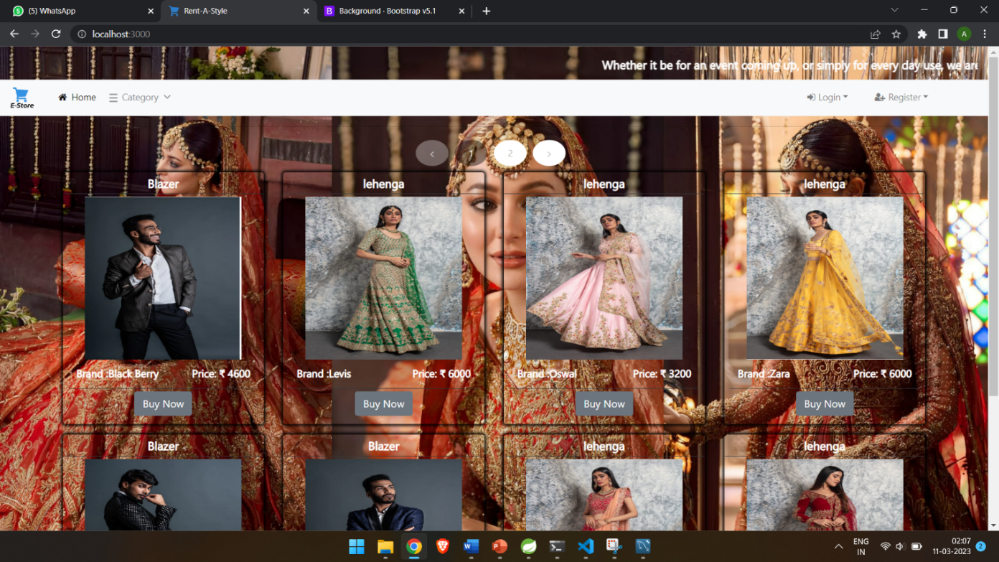 (5) WhatsApp
Rent-A-Style
Background · Bootstrap v5.1
localhost:3000
A
Whether it be for an event coming up, or simply for every day use, we are
E-Store
Home
Category
Login
Register
‹ 1 2 ›
Blazer lehenga lehenga lehenga
Brand :Black Berry Price: ₹ 4600 Brand :Levis Price: ₹ 6000 Brand :Oswal Price: ₹ 3200 Brand :Zara Price: ₹ 6000
Buy Now Buy Now Buy Now Buy Now
Blazer Blazer lehenga lehenga
ENG
IN
02:07
11-03-2023
2